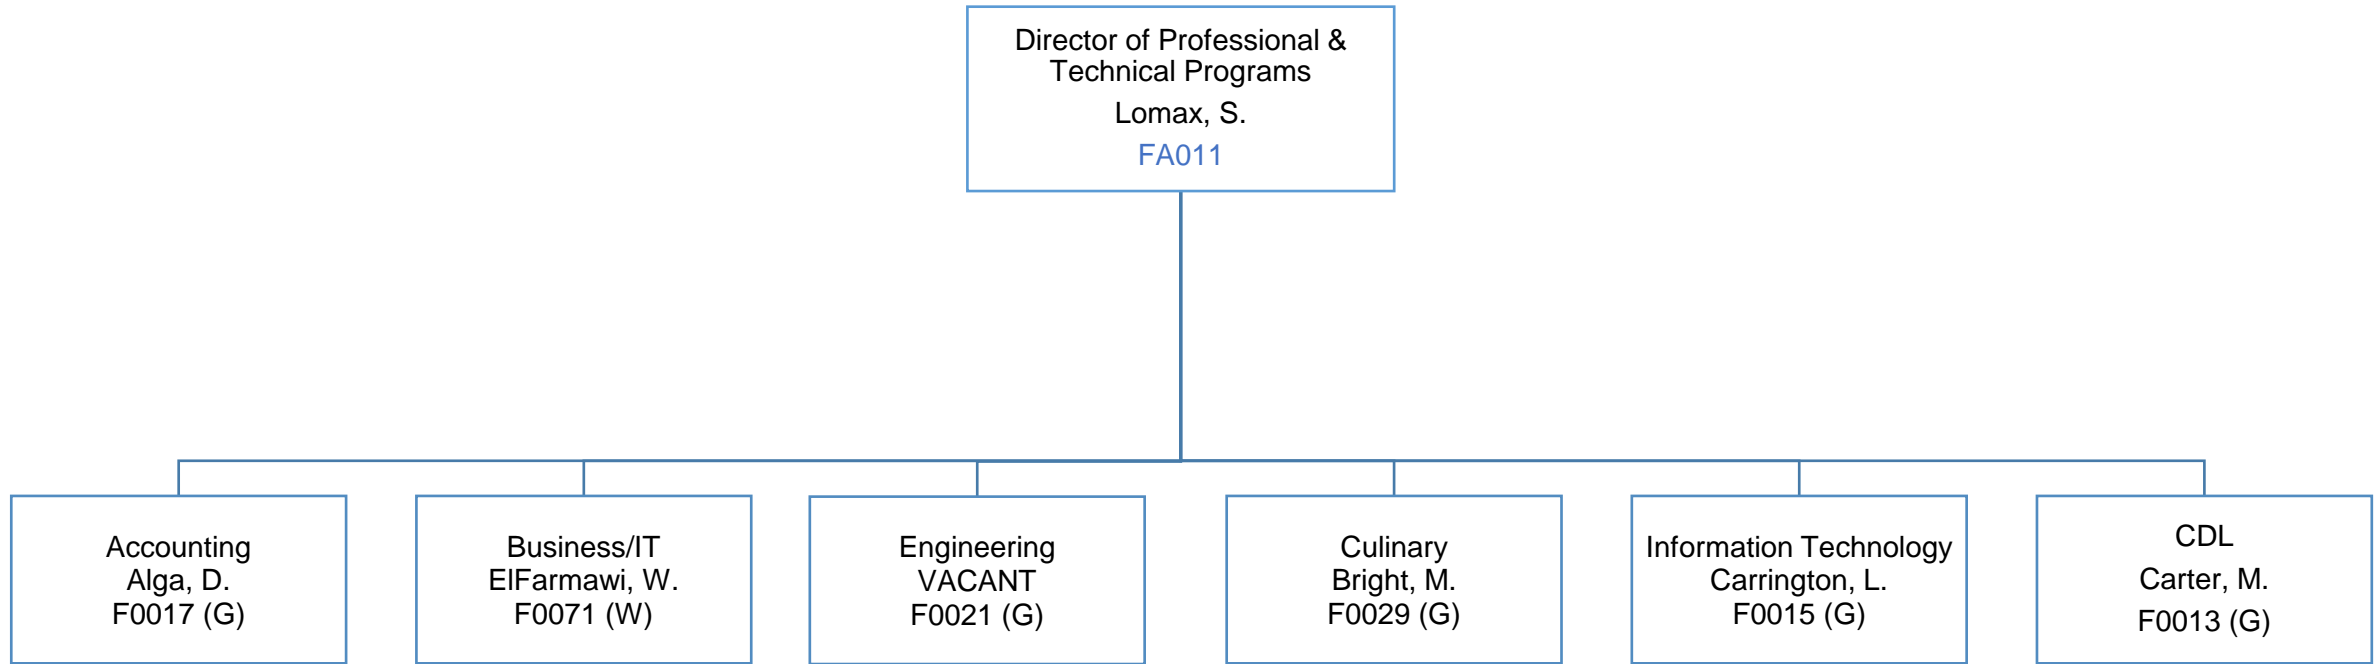 Director of Professional &
Technical Programs
Lomax, S.
FA011
Accounting
Alga, D.
F0017 (G)
Business/IT
ElFarmawi, W.
F0071 (W)
Engineering
VACANT
F0021 (G)
Culinary
Bright, M.
F0029 (G)
Information Technology
Carrington, L.
F0015 (G)
CDL
Carter, M.
F0013 (G)